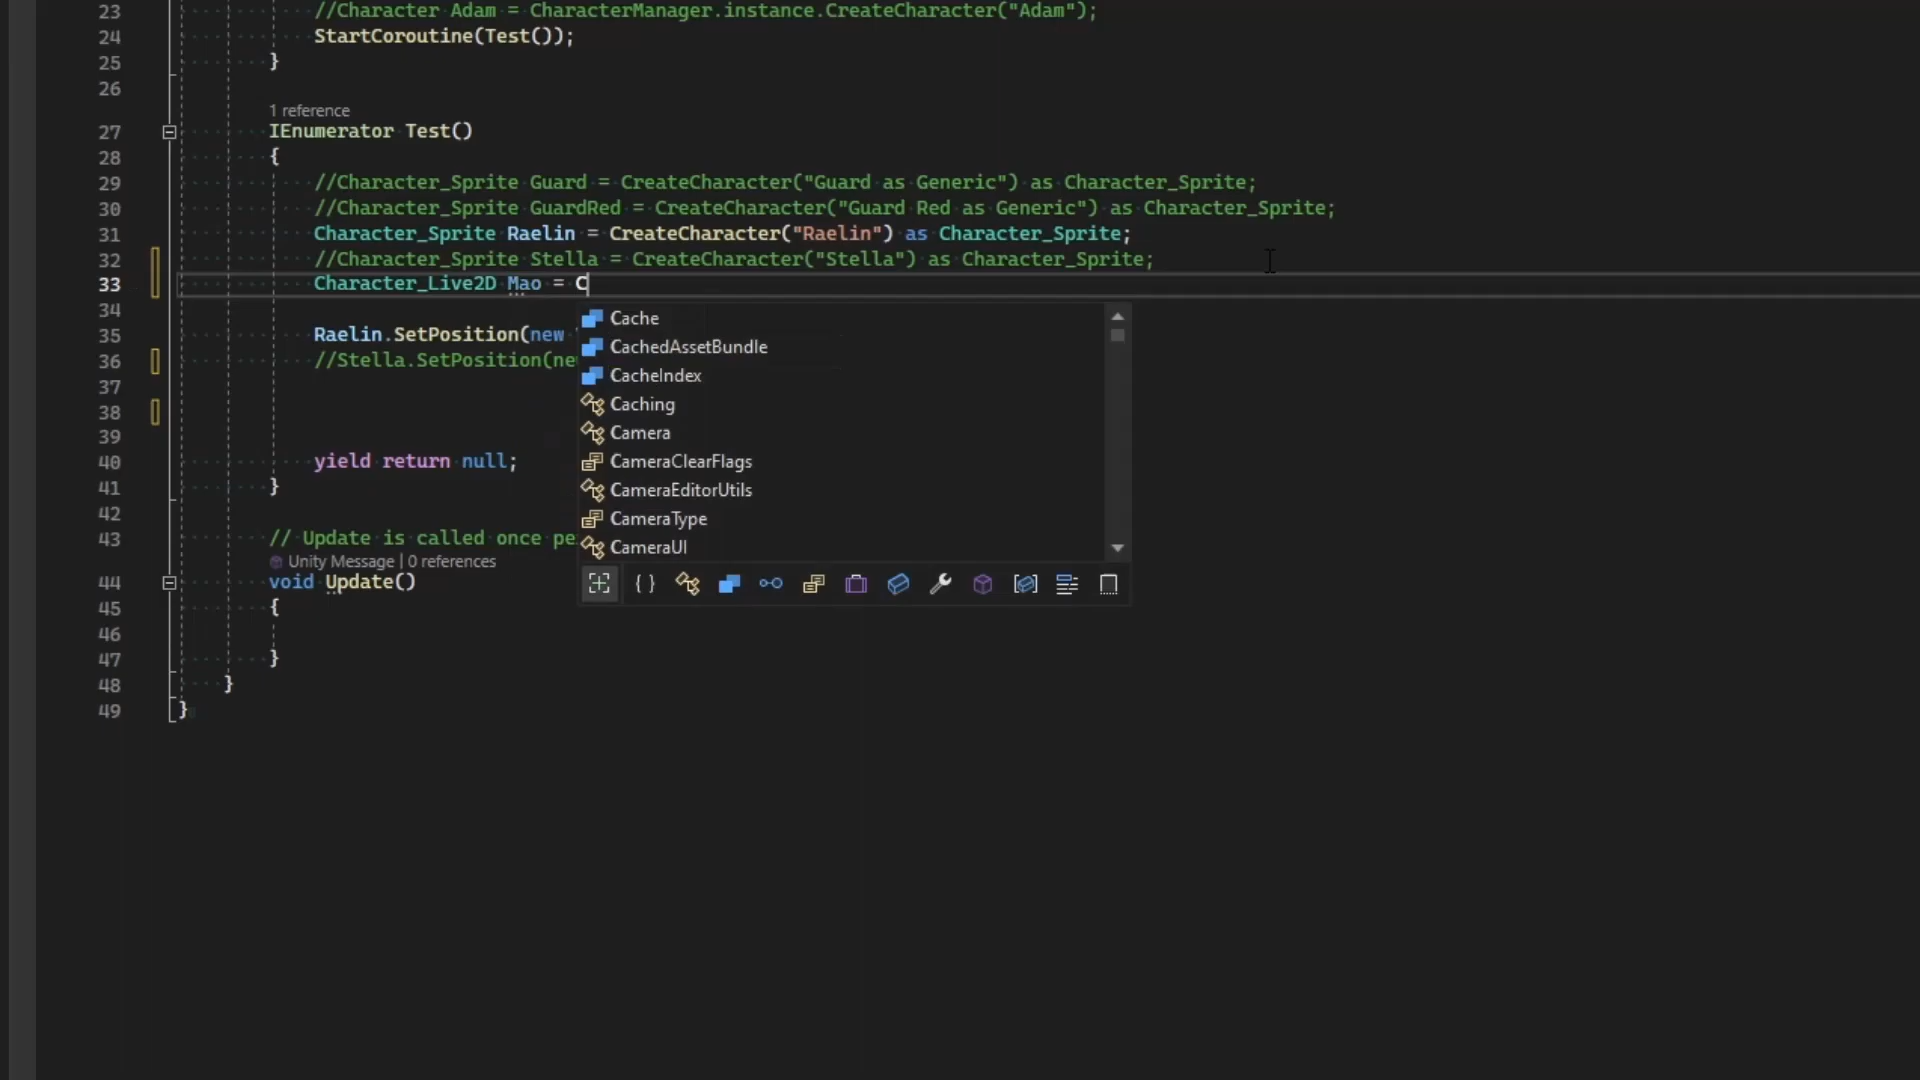 23 //Character Adam = CharacterManager.instance.CreateCharacter("Adam");
24 StartCoroutine(Test());
25 }
26
1 reference
27 IEnumerator Test()
28 {
29 //Character_Sprite Guard = CreateCharacter("Guard as Generic") as Character_Sprite;
30 //Character_Sprite GuardRed = CreateCharacter("Guard Red as Generic") as Character_Sprite;
31 Character_Sprite Raelin = CreateCharacter("Raelin") as Character_Sprite;
32 //Character_Sprite Stella = CreateCharacter("Stella") as Character_Sprite;
33 Character_Live2D Mao = C
34
35 Raelin.SetPosition(new
36 //Stella.SetPosition(ne
37
38
39
40 yield return null;
41 }
42
43 // Update is called once pe
Unity Message | 0 references
44 void Update()
45 {
46
47 }
48 }
49 }
Cache
CachedAssetBundle
CacheIndex
Caching
Camera
CameraClearFlags
CameraEditorUtils
CameraType
CameraUI
{ }